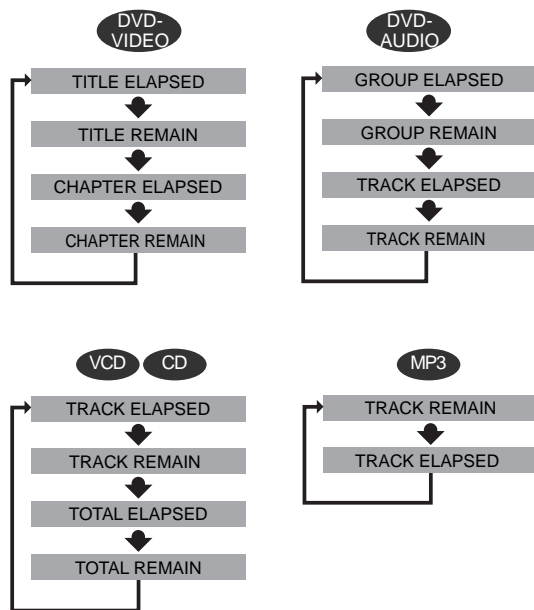 DVD-
VIDEO
TITLE ELAPSED
TITLE REMAIN
CHAPTER ELAPSED
CHAPTER REMAIN
DVD-
AUDIO
GROUP ELAPSED
GROUP REMAIN
TRACK ELAPSED
TRACK REMAIN
VCD CD
TRACK ELAPSED
TRACK REMAIN
TOTAL ELAPSED
TOTAL REMAIN
MP3
TRACK REMAIN
TRACK ELAPSED